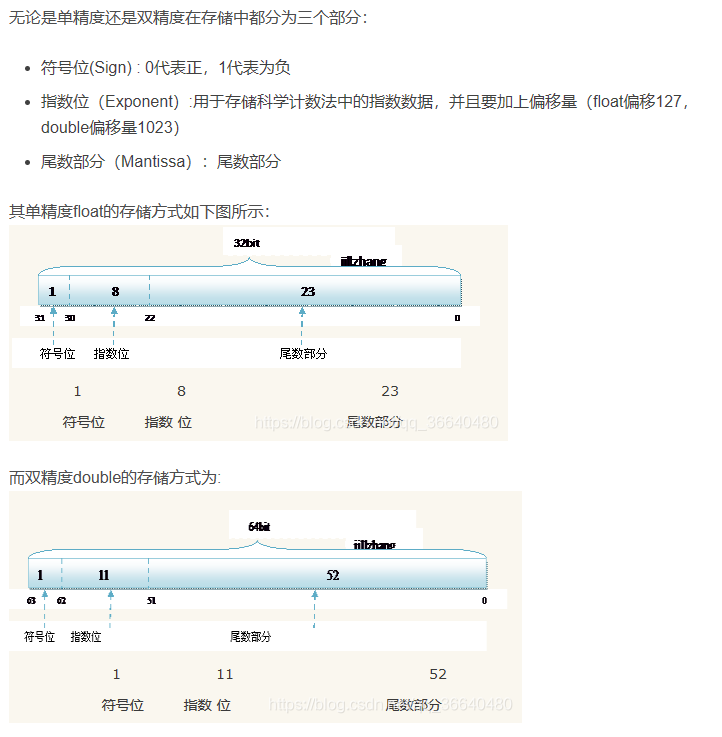 无论是单精度还是双精度在存储中都分为三个部分：
符号位(Sign) : 0代表正，1代表为负
指数位（Exponent）:用于存储科学计数法中的指数数据，并且要加上偏移量（float偏移127，
double偏移量1023）
尾数部分（Mantissa）：尾数部分
其单精度float的存储方式如下图所示：
32bit
jillzhang
1 8 23
31 30 22 0
符号位 指数位 尾数部分
1 8 23
符号位 指数 位 尾数部分
https://blog.csdn.net/qq_36640480
而双精度double的存储方式为:
64bit
jillzhang
1 11 52
63 62 51 0
符号位 指数位 尾数部分
1 11 52
符号位 指数 位 尾数部分
https://blog.csdn.net/qq_36640480